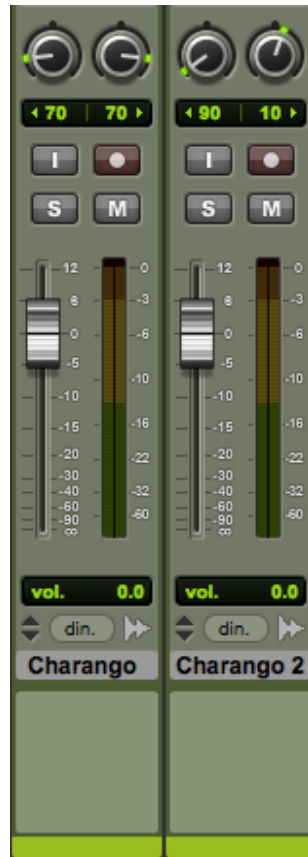 ◂ 70 | 70 ▸
◂ 90 | 10 ▸
I
I
S M
S M
12 0
6 -3
0 -6
-5
-10 -10
-15 -16
-20 -22
-30
-40 -32
-60 -60
-90
∞
12 0
6 -3
0 -6
-5
-10 -10
-15 -16
-20 -22
-30
-40 -32
-60 -60
-90
∞
vol. 0.0
vol. 0.0
din.
din.
Charango
Charango 2